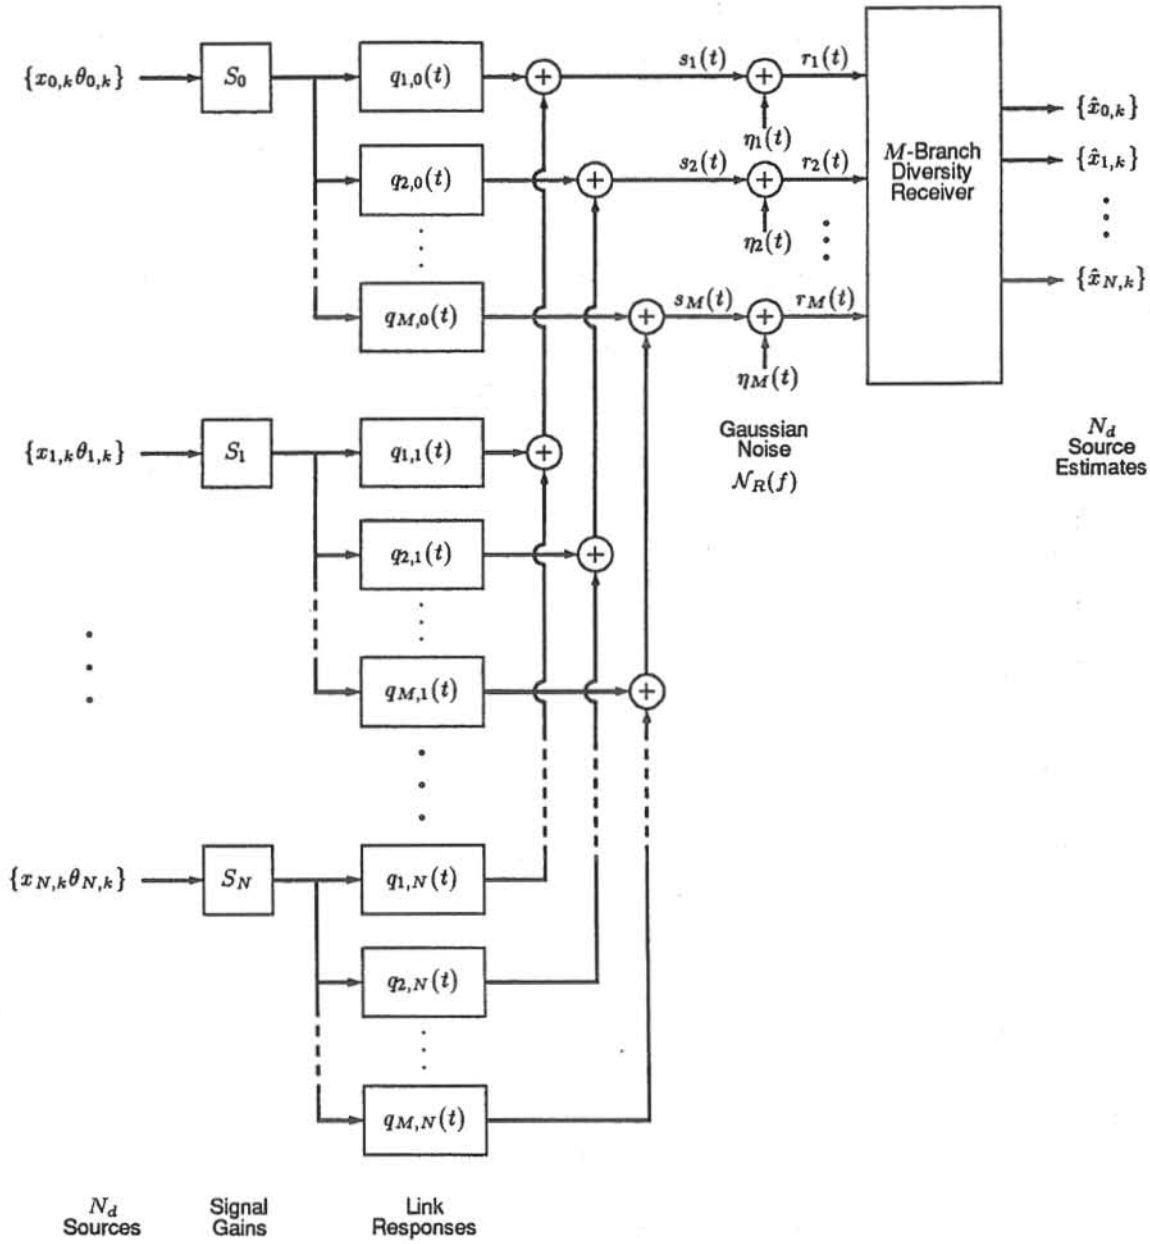 {x_{0,k}θ_{0,k}}
S_0
q_{1,0}(t)
s_1(t)
r_1(t)
η_1(t)
q_{2,0}(t)
s_2(t)
r_2(t)
η_2(t)
q_{M,0}(t)
s_M(t)
r_M(t)
η_M(t)
M-Branch
Diversity
Receiver
{x̂_{0,k}}
{x̂_{1,k}}
{x̂_{N,k}}
Gaussian
Noise
𝒩_R(f)
N_d
Source
Estimates
{x_{1,k}θ_{1,k}}
S_1
q_{1,1}(t)
q_{2,1}(t)
q_{M,1}(t)
{x_{N,k}θ_{N,k}}
S_N
q_{1,N}(t)
q_{2,N}(t)
q_{M,N}(t)
N_d
Sources
Signal
Gains
Link
Responses